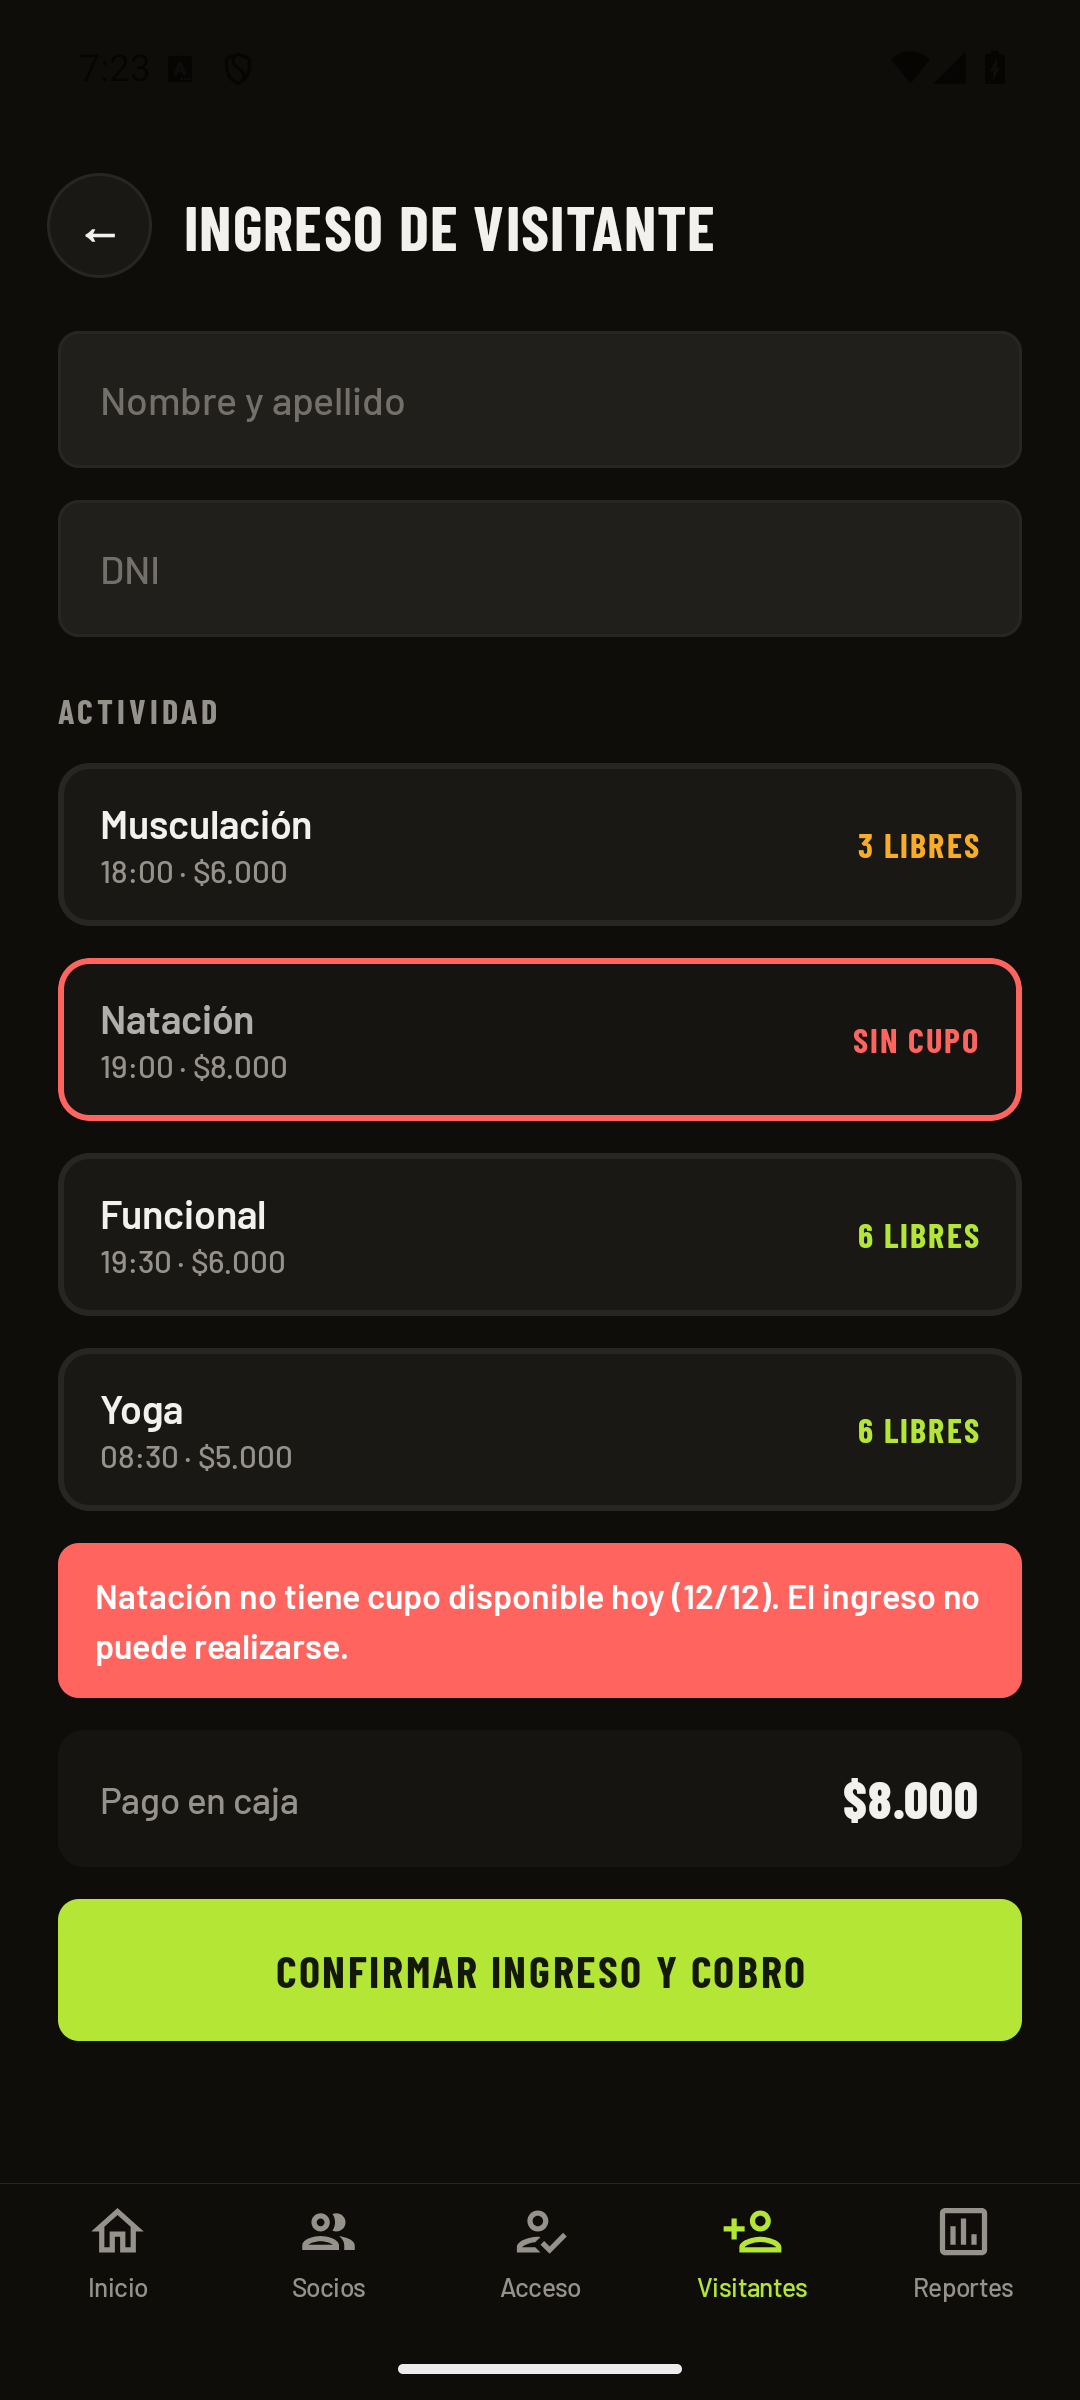 7:23
←
INGRESO DE VISITANTE
Nombre y apellido
DNI
ACTIVIDAD
Musculación
18:00 · $6.000
3 LIBRES
Natación
19:00 · $8.000
SIN CUPO
Funcional
19:30 · $6.000
6 LIBRES
Yoga
08:30 · $5.000
6 LIBRES
Natación no tiene cupo disponible hoy (12/12). El ingreso no
puede realizarse.
Pago en caja
$8.000
CONFIRMAR INGRESO Y COBRO
Inicio
Socios
Acceso
Visitantes
Reportes